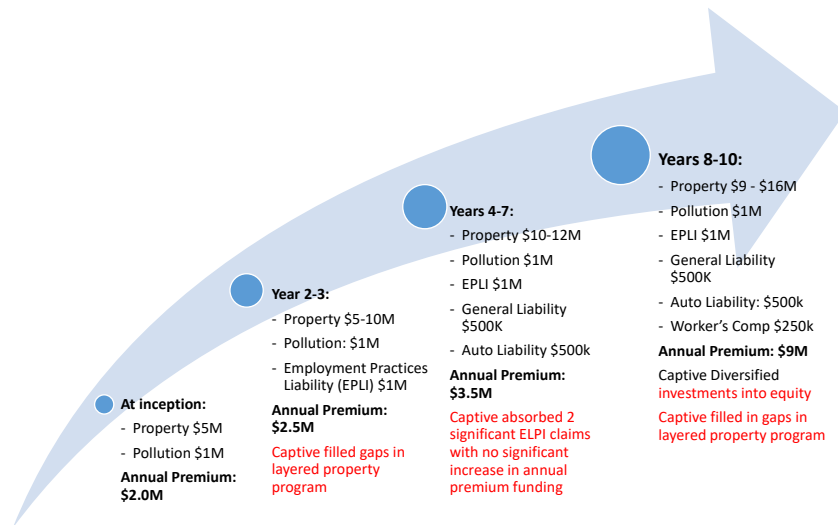 At inception:
- Property $5M
- Pollution $1M
Annual Premium:
$2.0M
Year 2-3:
- Property $5-10M
- Pollution: $1M
- Employment Practices
Liability (EPLI) $1M
Annual Premium:
$2.5M
Captive filled gaps in
layered property
program
Years 4-7:
- Property $10-12M
- Pollution $1M
- EPLI $1M
- General Liability
$500K
- Auto Liability $500k
Annual Premium:
$3.5M
Captive absorbed 2
significant ELPI claims
with no significant
increase in annual
premium funding
Years 8-10:
- Property $9 - $16M
- Pollution $1M
- EPLI $1M
- General Liability
$500K
- Auto Liability: $500k
- Worker’s Comp $250k
Annual Premium: $9M
Captive Diversified
investments into equity
Captive filled in gaps in
layered property program